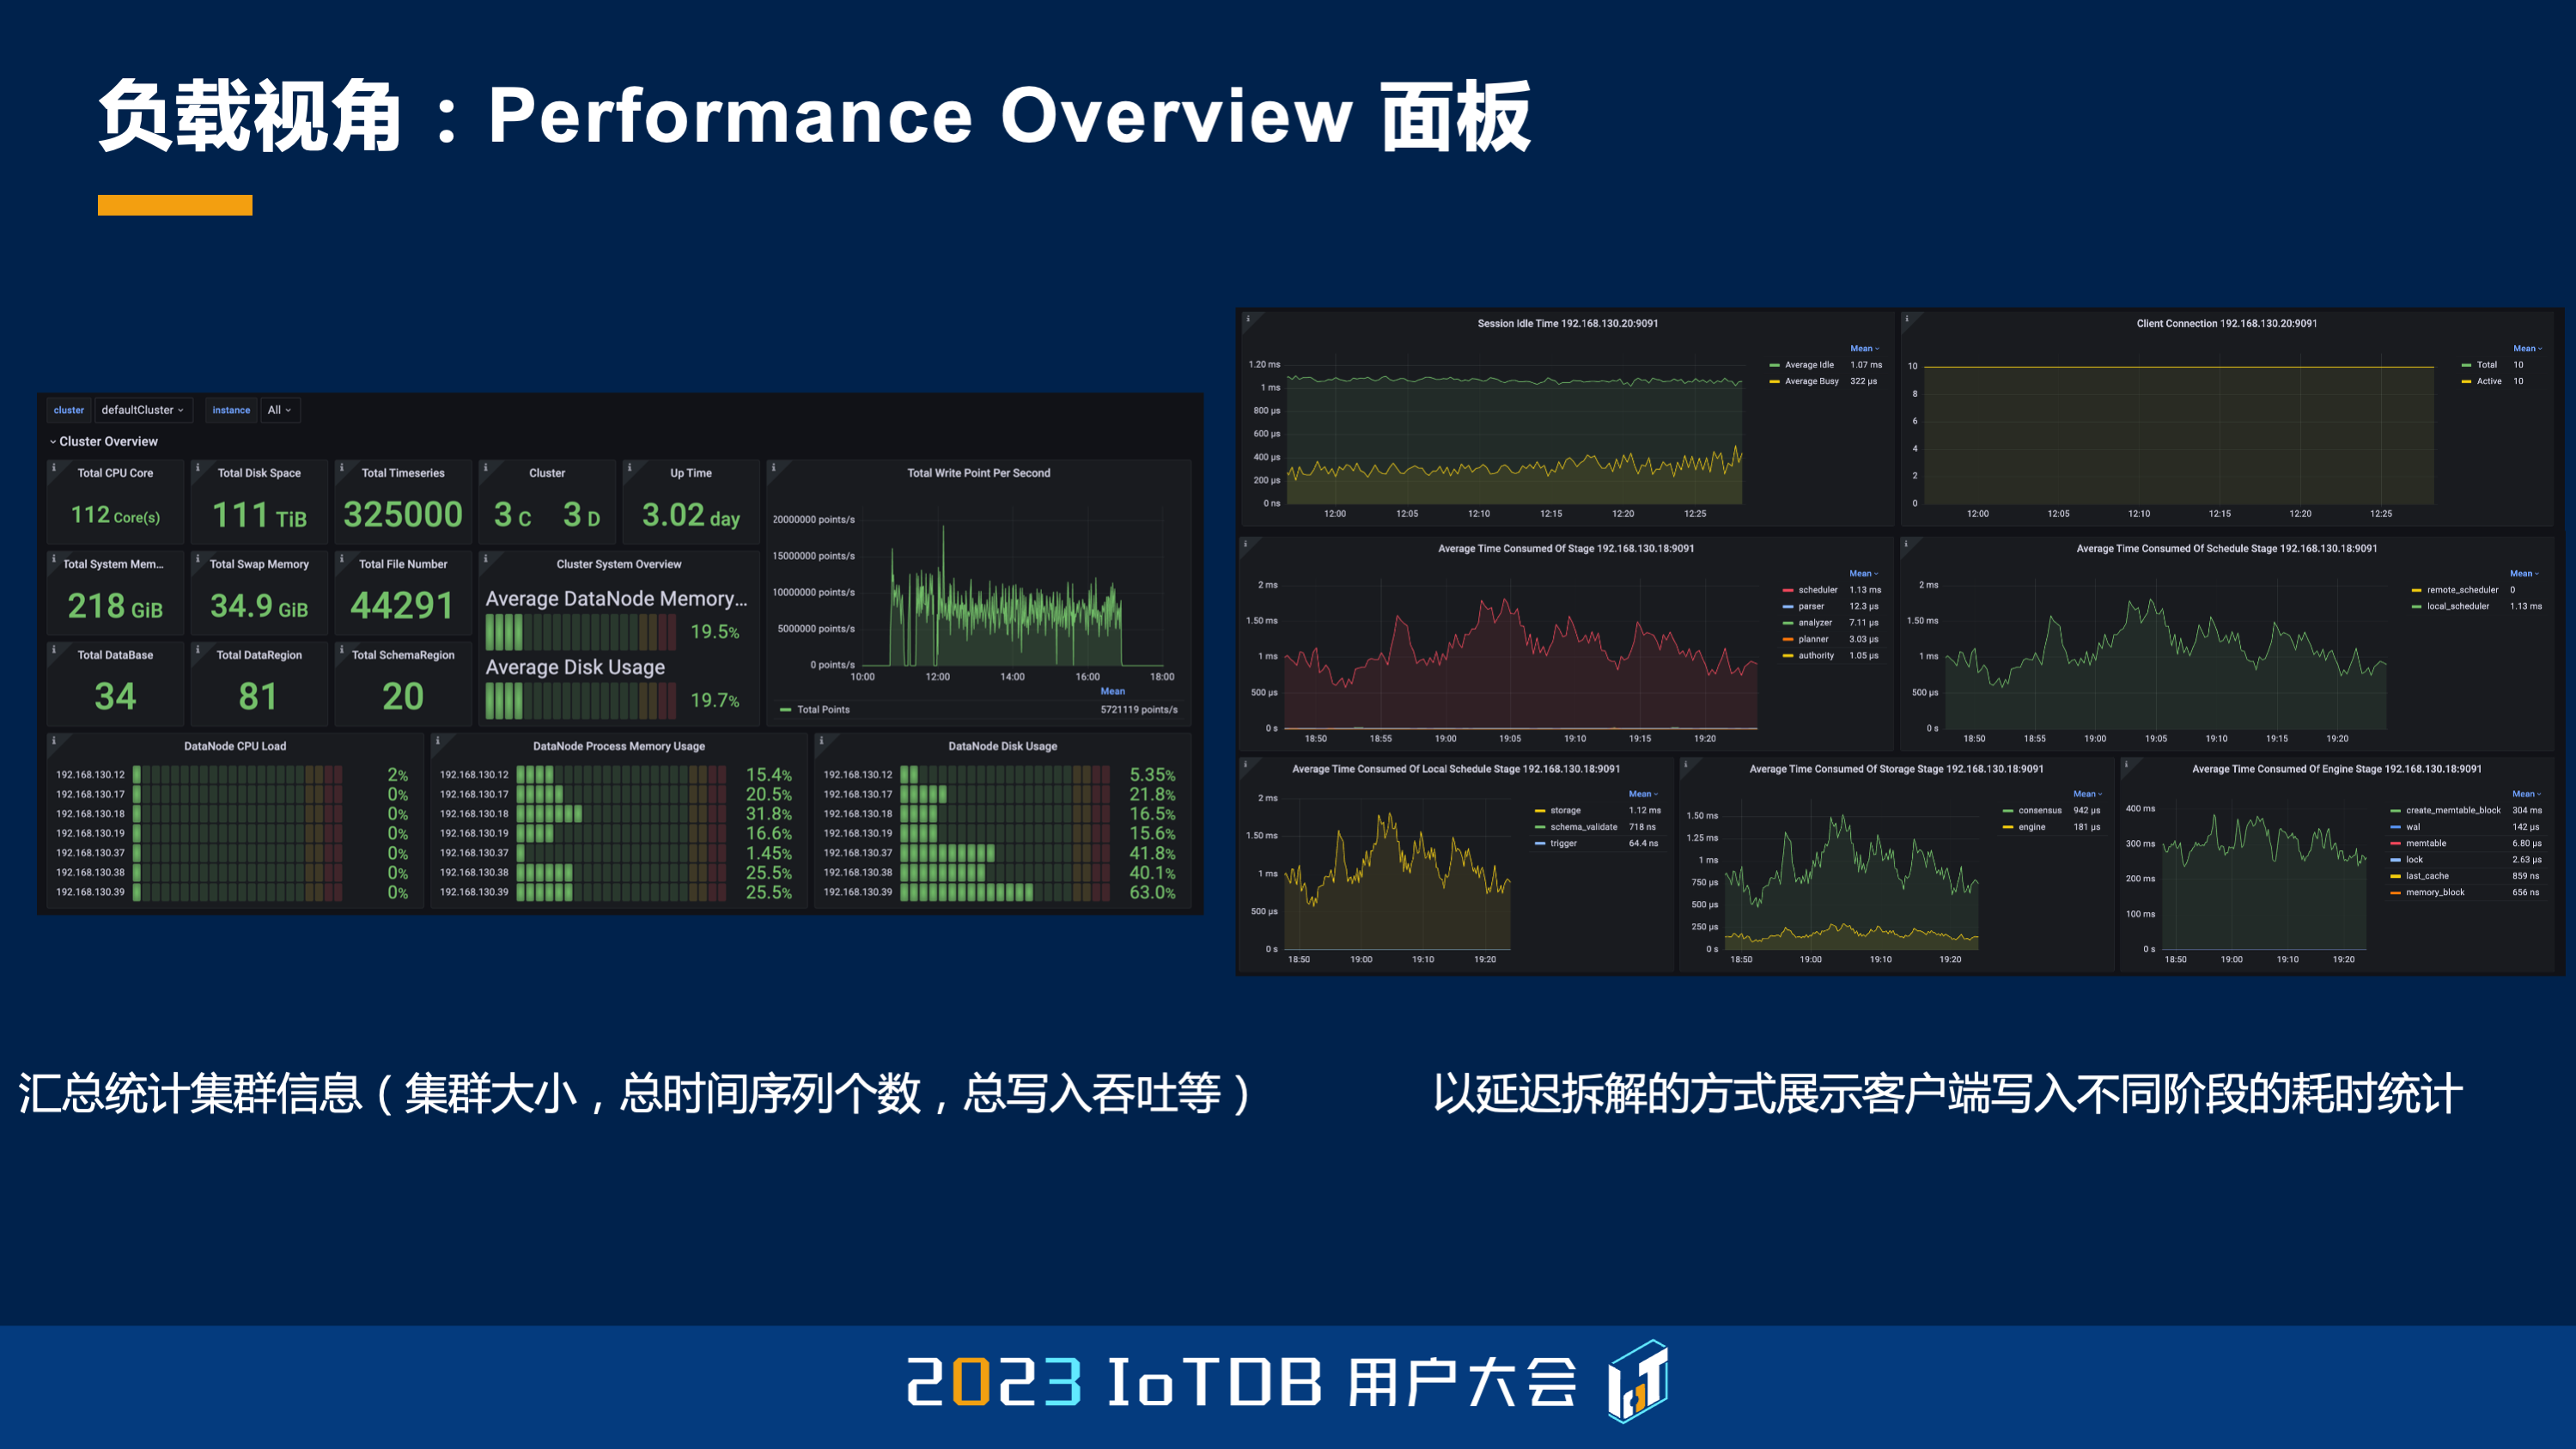 负载视角：Performance Overview 面板
cluster defaultCluster instance All
Cluster Overview
Total CPU Core
112 Core(s)
Total Disk Space
111 TiB
Total Timeseries
325000
Cluster
3 C 3 D
Up Time
3.02 day
Total System Mem...
218 GiB
Total Swap Memory
34.9 GiB
Total File Number
44291
Cluster System Overview
Average DataNode Memory...
19.5%
Average Disk Usage
19.7%
Total DataBase
34
Total DataRegion
81
Total SchemaRegion
20
Total Write Point Per Second
20000000 points/s
15000000 points/s
10000000 points/s
5000000 points/s
0 points/s
10:00 12:00 14:00 16:00 18:00
Mean
Total Points 5721119 points/s
DataNode CPU Load
192.168.130.12 2%
192.168.130.17 0%
192.168.130.18 0%
192.168.130.19 0%
192.168.130.37 0%
192.168.130.38 0%
192.168.130.39 0%
DataNode Process Memory Usage
192.168.130.12 15.4%
192.168.130.17 20.5%
192.168.130.18 31.8%
192.168.130.19 16.6%
192.168.130.37 1.45%
192.168.130.38 25.5%
192.168.130.39 25.5%
DataNode Disk Usage
192.168.130.12 5.35%
192.168.130.17 21.8%
192.168.130.18 16.5%
192.168.130.19 15.6%
192.168.130.37 41.8%
192.168.130.38 40.1%
192.168.130.39 63.0%
Session Idle Time 192.168.130.20:9091
1.20 ms
1 ms
800 µs
600 µs
400 µs
200 µs
0 ns
12:00 12:05 12:10 12:15 12:20 12:25
Mean
Average Idle 1.07 ms
Average Busy 322 µs
Client Connection 192.168.130.20:9091
10
8
6
4
2
0
12:00 12:05 12:10 12:15 12:20 12:25
Mean
Total 10
Active 10
Average Time Consumed Of Stage 192.168.130.18:9091
2 ms
1.50 ms
1 ms
500 µs
0 s
18:50 18:55 19:00 19:05 19:10 19:15 19:20
Mean
scheduler 1.13 ms
parser 12.3 µs
analyzer 7.11 µs
planner 3.03 µs
authority 1.05 µs
Average Time Consumed Of Schedule Stage 192.168.130.18:9091
2 ms
1.50 ms
1 ms
500 µs
0 s
18:50 18:55 19:00 19:05 19:10 19:15 19:20
Mean
remote_scheduler 0
local_scheduler 1.13 ms
Average Time Consumed Of Local Schedule Stage 192.168.130.18:9091
2 ms
1.50 ms
1 ms
500 µs
0 s
18:50 19:00 19:10 19:20
Mean
storage 1.12 ms
schema_validate 718 ns
trigger 64.4 ns
Average Time Consumed Of Storage Stage 192.168.130.18:9091
1.50 ms
1.25 ms
1 ms
750 µs
500 µs
250 µs
0 s
18:50 19:00 19:10 19:20
Mean
consensus 942 µs
engine 181 µs
Average Time Consumed Of Engine Stage 192.168.130.18:9091
400 ms
300 ms
200 ms
100 ms
0 s
18:50 19:00 19:10 19:20
Mean
create_memtable_block 304 ms
wal 142 µs
memtable 6.80 µs
lock 2.63 µs
last_cache 859 ns
memory_block 656 ns
汇总统计集群信息（集群大小，总时间序列个数，总写入吞吐等）
以延迟拆解的方式展示客户端写入不同阶段的耗时统计
2023 IoTDB 用户大会